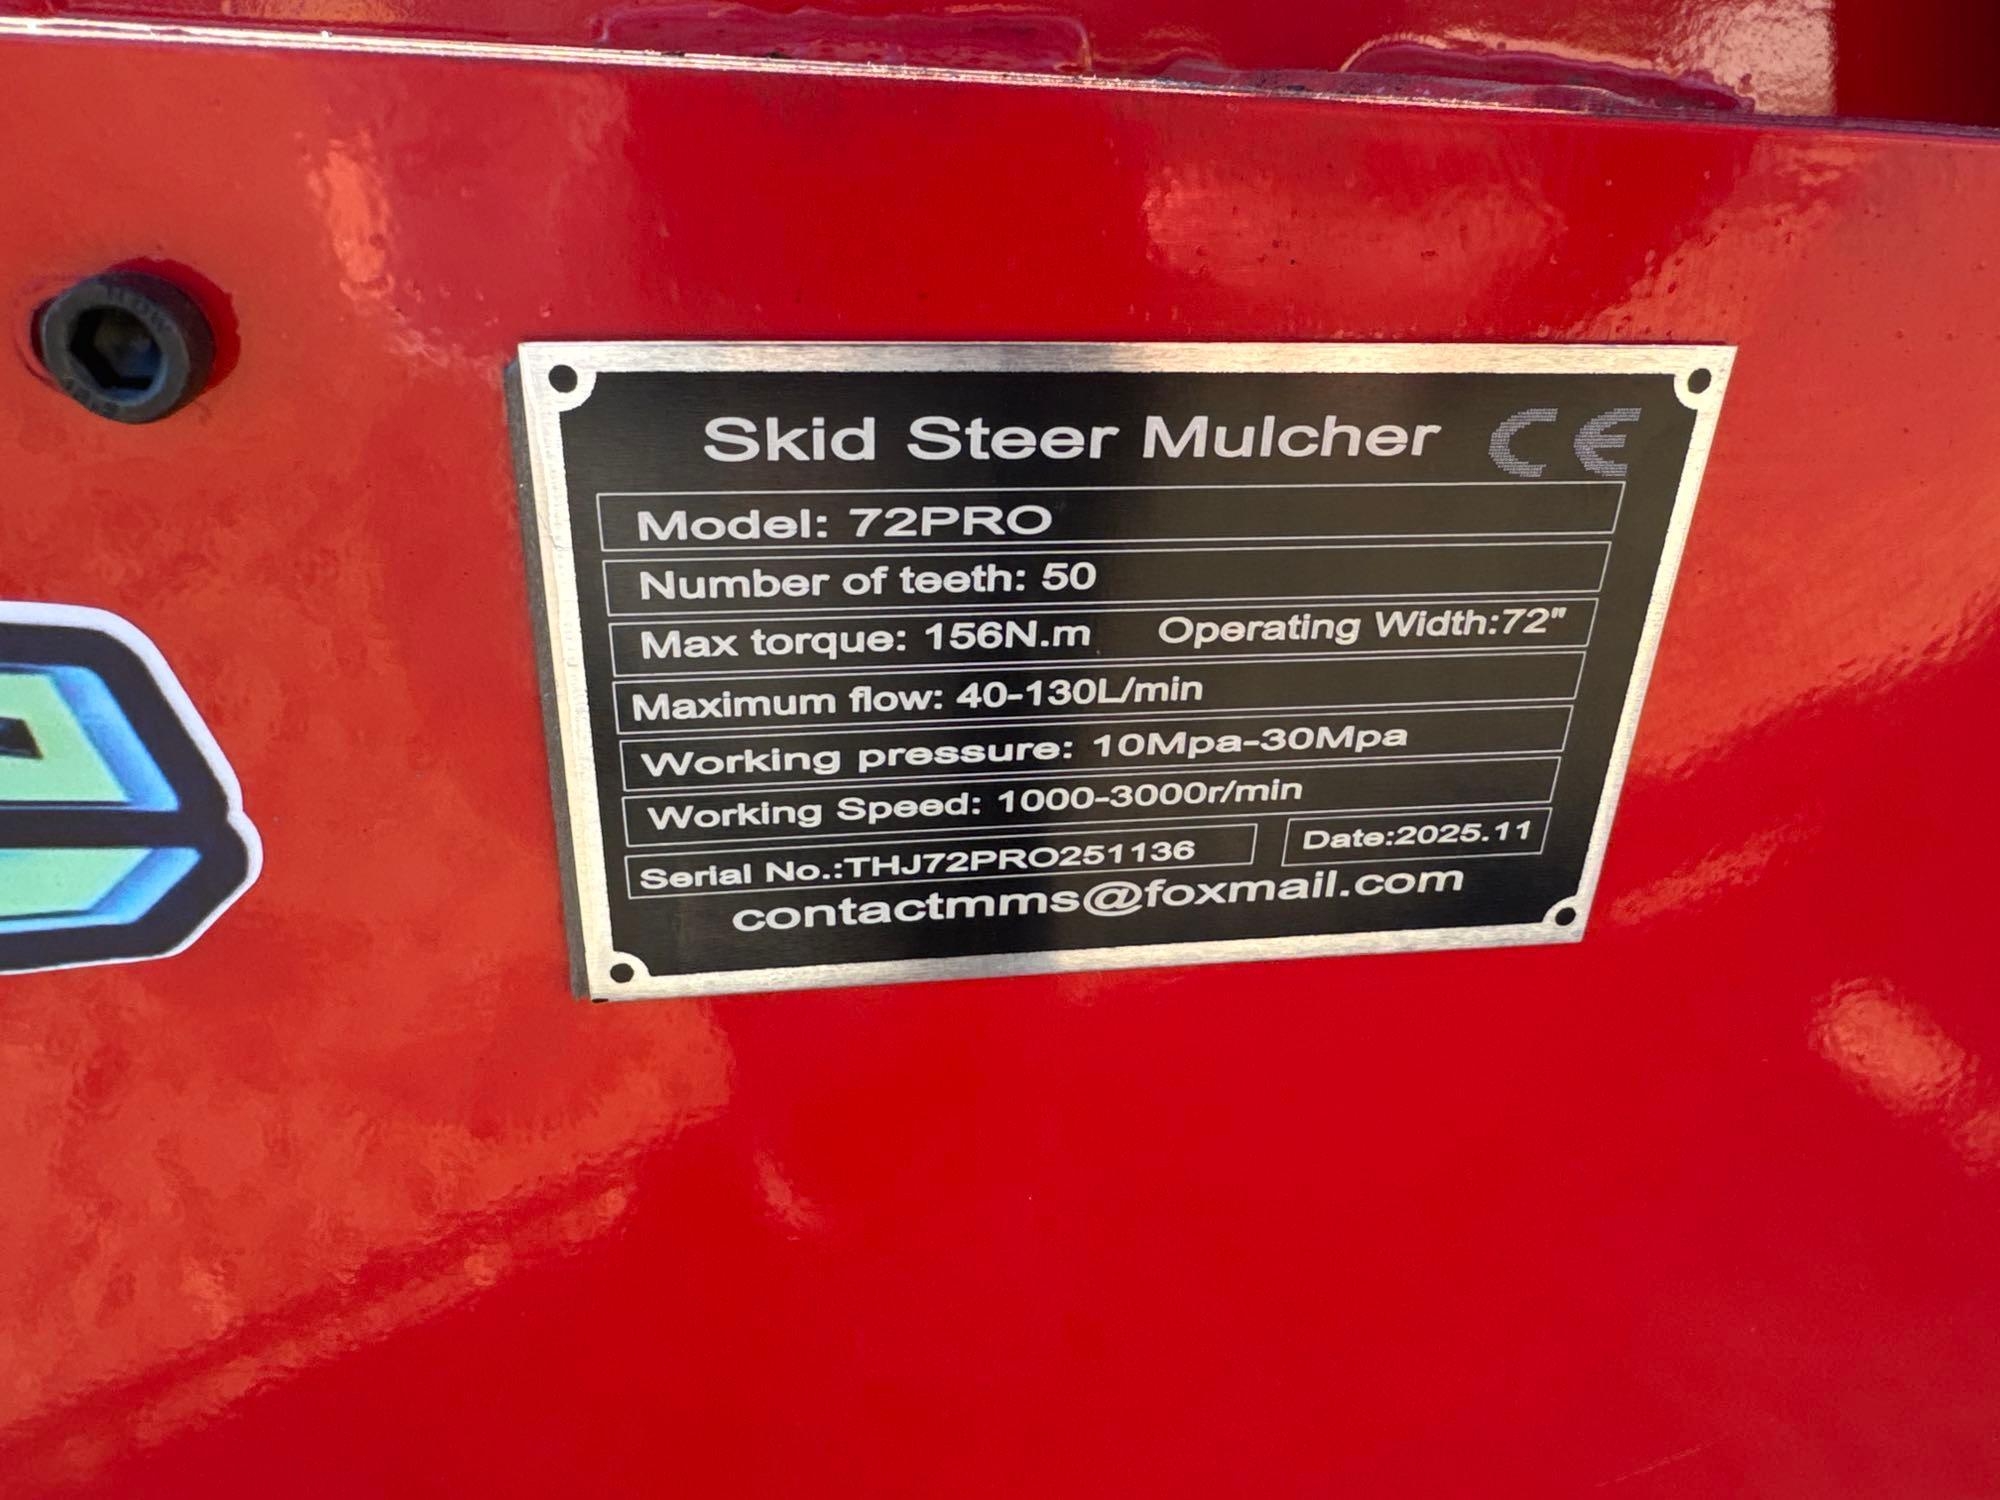 Skid Steer Mulcher CE
Model: 72PRO
Number of teeth: 50
Max torque: 156N.m Operating Width:72"
Maximum flow: 40-130L/min
Working pressure: 10Mpa-30Mpa
Working Speed: 1000-3000r/min
Serial No.:THJ72PRO251136 Date:2025.11
contactmms@foxmail.com